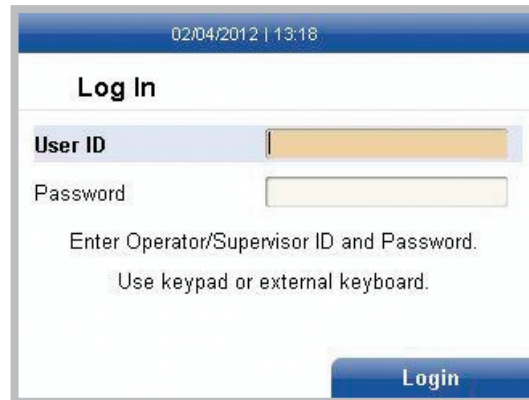 02/04/2012 | 13:18
Log In
User ID
Password
Enter Operator/Supervisor ID and Password.
Use keypad or external keyboard.
Login